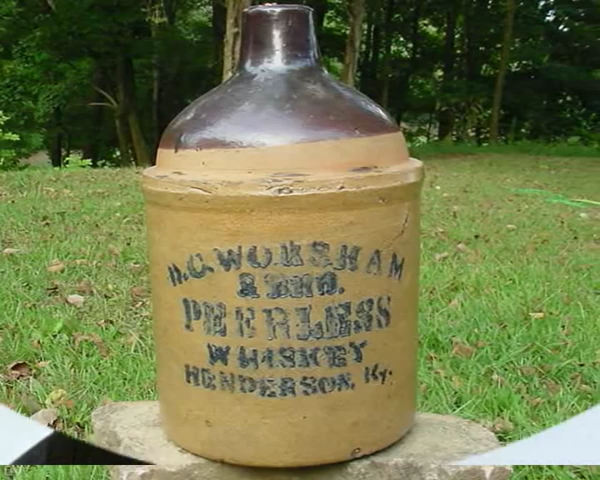 D.C. WORSHAM
& BRO.
PEERLESS
WHISKEY
HENDERSON, Ky.